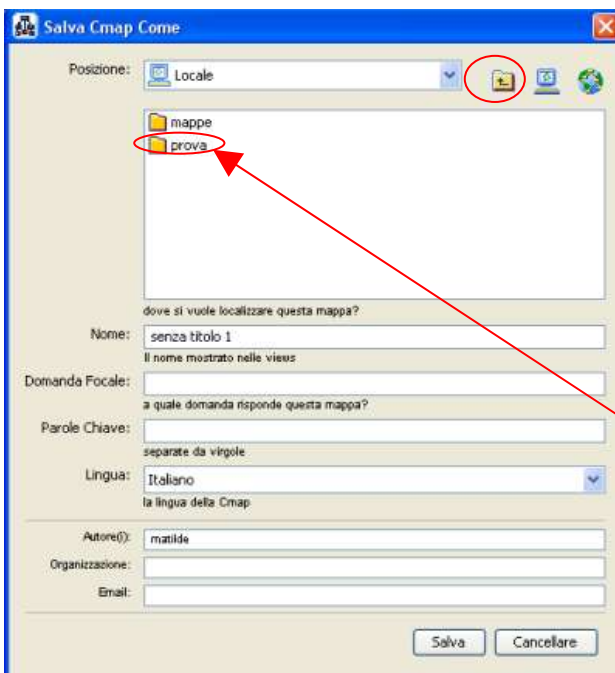 Salva Cmap Come
Posizione: Locale
mappe
prova
dove si vuole localizzare questa mappa?
Nome: senza titolo 1
Il nome mostrato nelle views
Domanda Focale:
a quale domanda risponde questa mappa?
Parole Chiave:
separate da virgole
Lingua: Italiano
la lingua della Cmap
Autore(i): matilde
Organizzazione:
Email:
Salva Cancellare